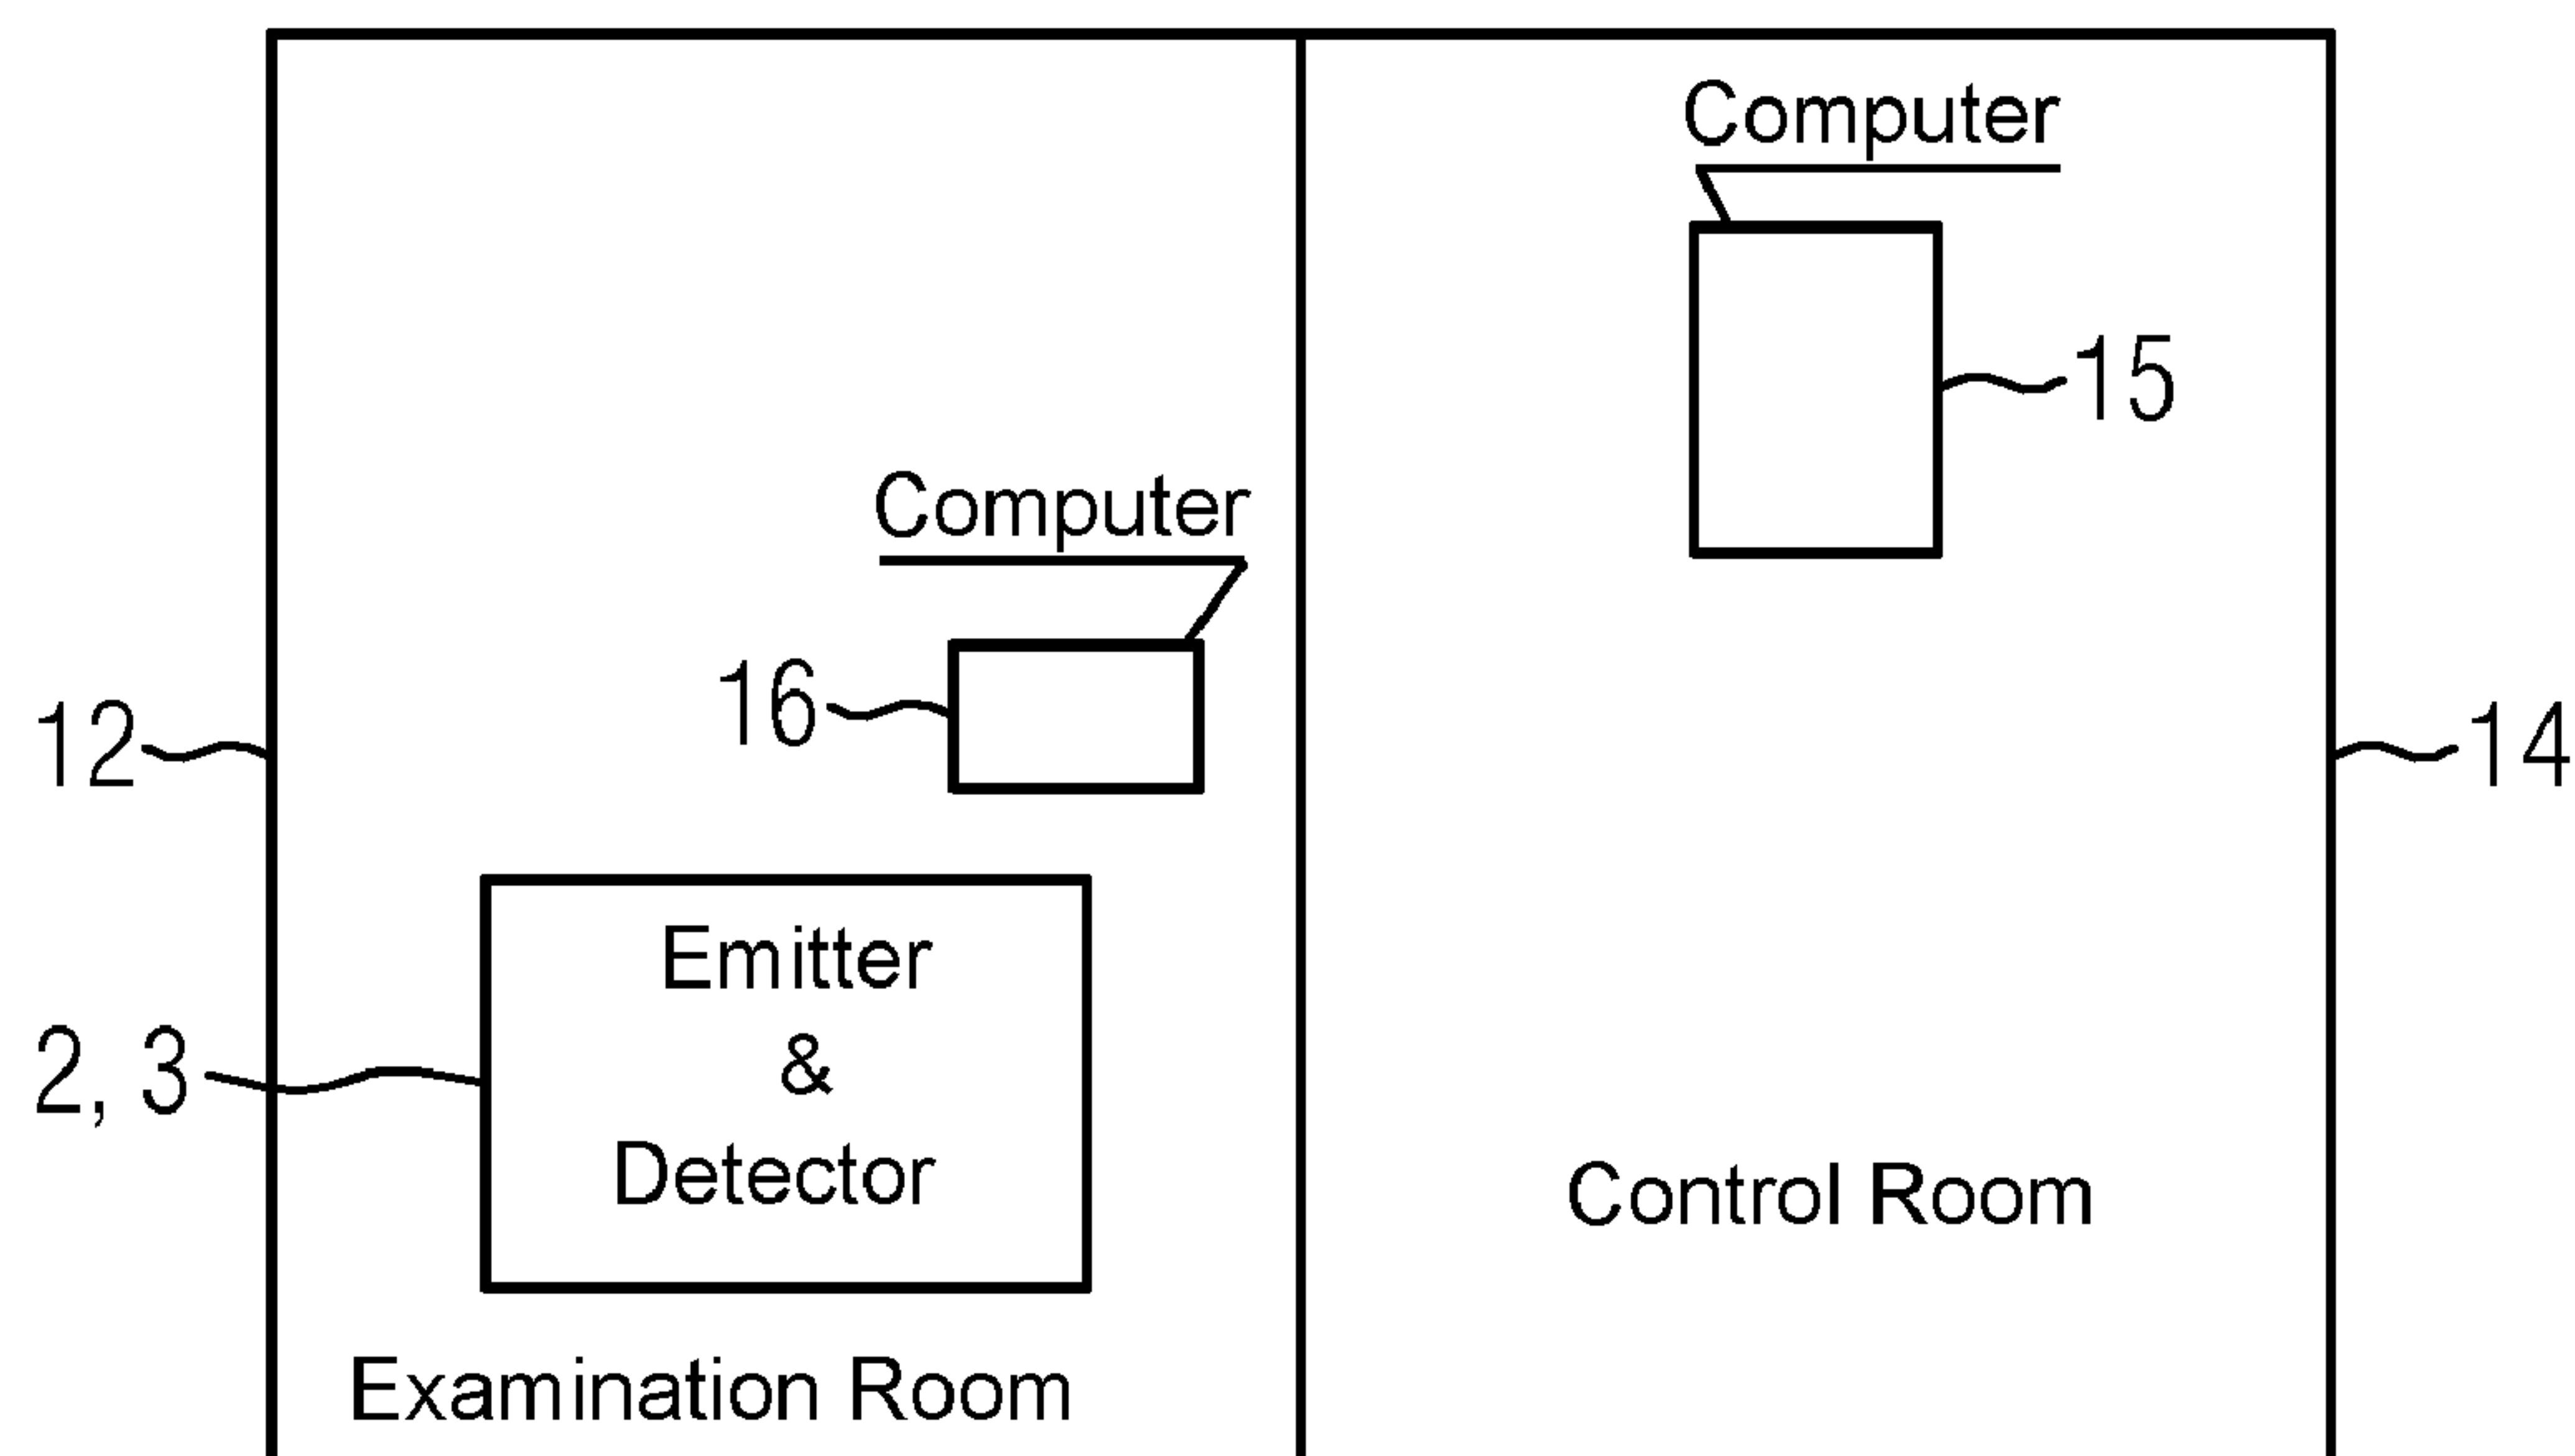 Computer
15
Computer
16
12
14
Emitter
&
Detector
2, 3
Control Room
Examination Room